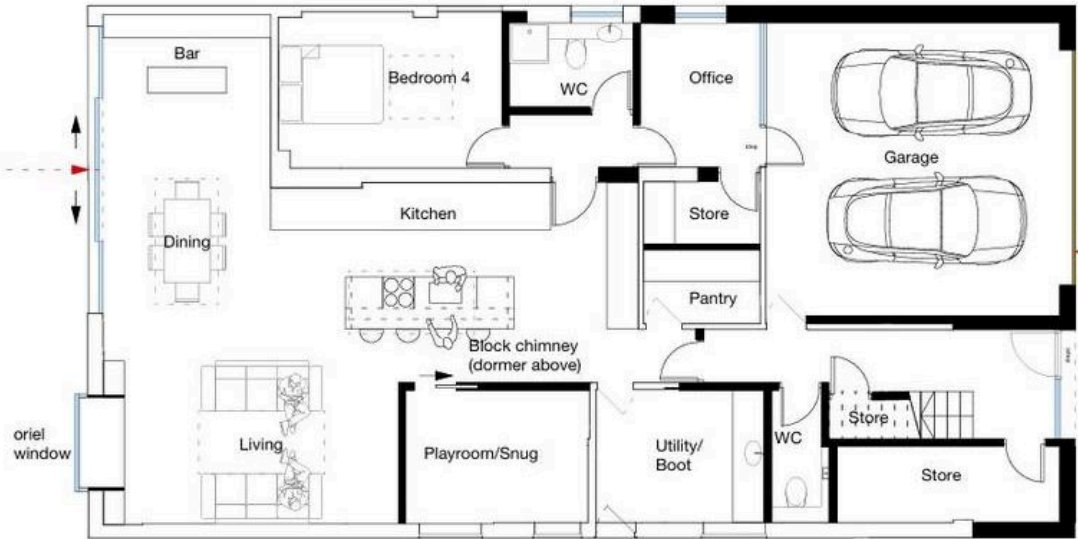 Bar
Bedroom 4
WC
Office
step
Garage
Kitchen
Store
Dining
Pantry
Block chimney
(dormer above)
oriel
window
Living
Playroom/Snug
Utility/
Boot
WC
Store
Store